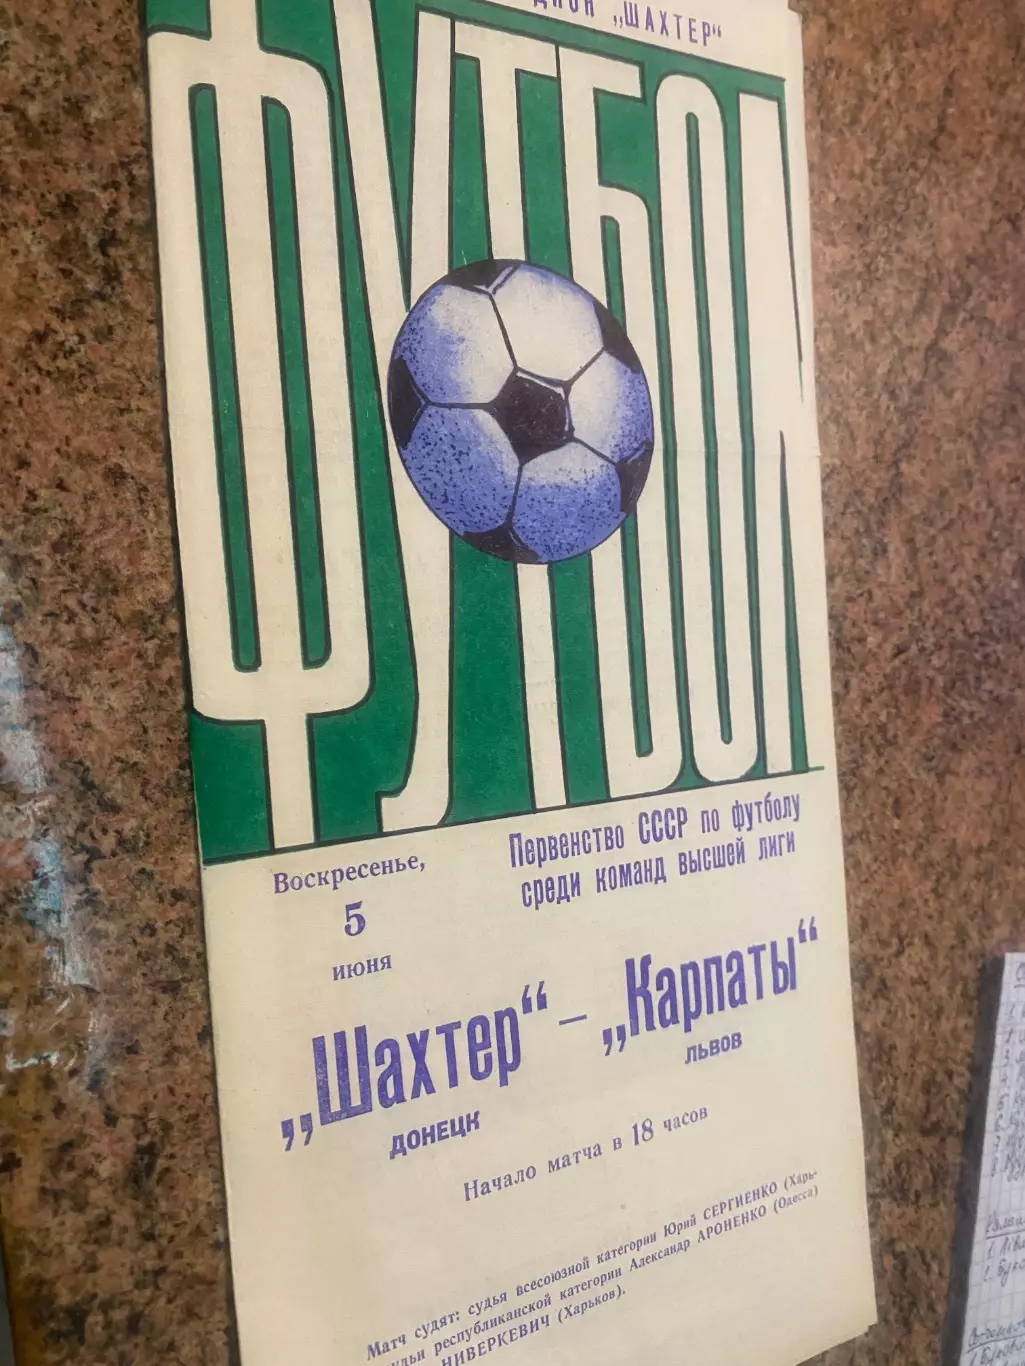 „ШАХТЕР"
ФУТБОЛ
Воскресенье,
5
июня
Первенство СССР по футболу
среди команд высшей лиги
„Шахтер“ – „Карпаты“
ДОНЕЦК
ЛЬВОВ
Начало матча в 18 часов
Матч судят: судья всесоюзной категории Юрий СЕРГИЕНКО (Харь-
республиканской категории Александр АРОНЕНКО (Одесса)
НИВЕРКЕВИЧ (Харьков).